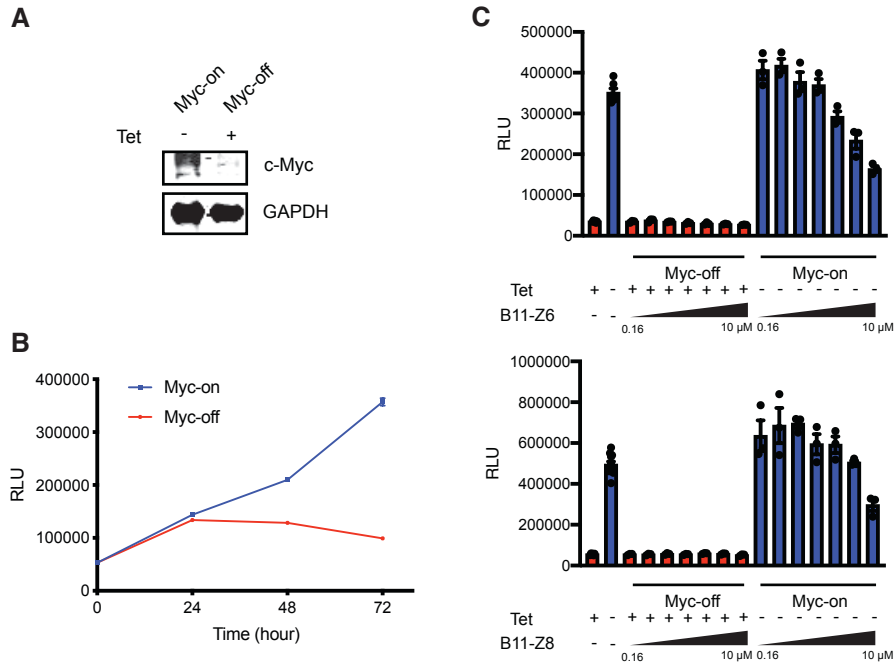 A
Myc-on
Myc-off
Tet - +
c-Myc
GAPDH
B
400000
300000
200000
100000
0
RLU
Myc-on
Myc-off
0 24 48 72
Time (hour)
C
500000
400000
300000
200000
100000
0
RLU
Myc-off Myc-on
Tet + - + + + + + + + - - - - - - -
B11-Z6 - - 0.16 10 µM 0.16 10 µM
1000000
800000
600000
400000
200000
0
RLU
Myc-off Myc-on
Tet + - + + + + + + + - - - - - - -
B11-Z8 - - 0.16 10 µM 0.16 10 µM